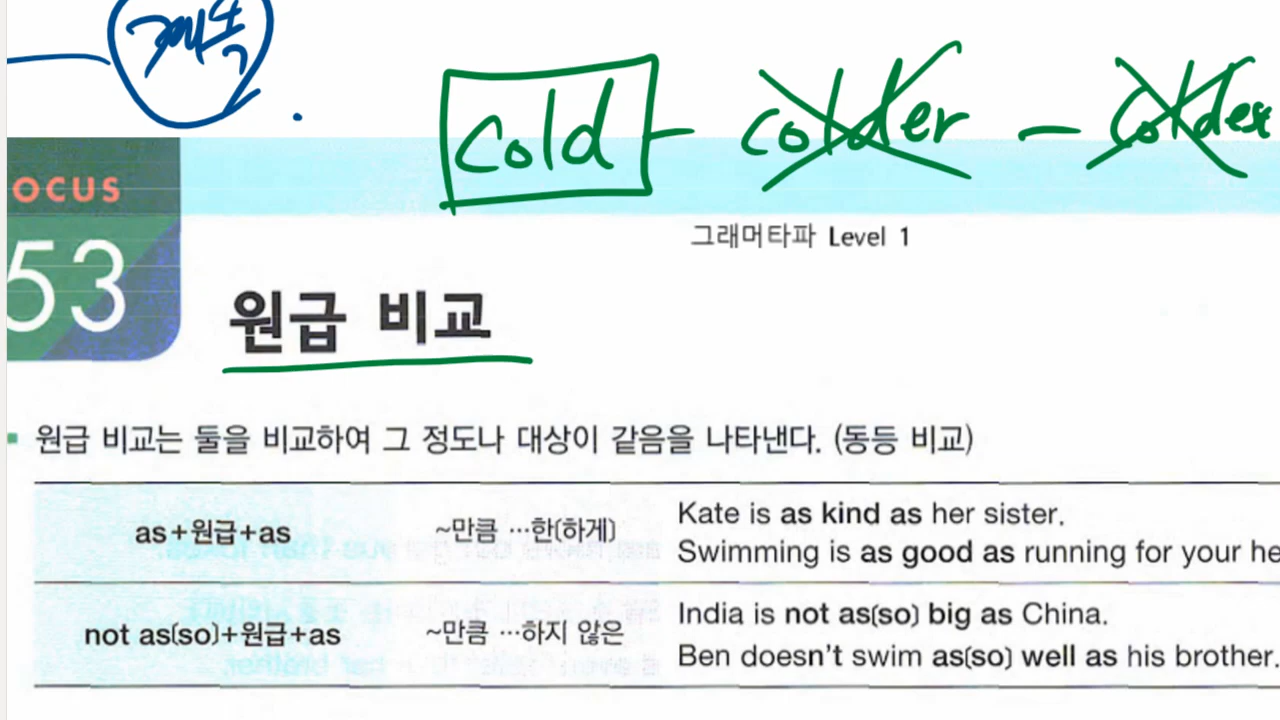 cold - colder -
OCUS
53
그래머타파 Level 1
원급 비교
원급 비교는 둘을 비교하여 그 정도나 대상이 같음을 나타낸다. (동등 비교)
as+원급+as ~만큼 …한(하게) Kate is as kind as her sister.
Swimming is as good as running for your he
not as(so)+원급+as ~만큼 …하지 않은 India is not as(so) big as China.
Ben doesn't swim as(so) well as his brother.